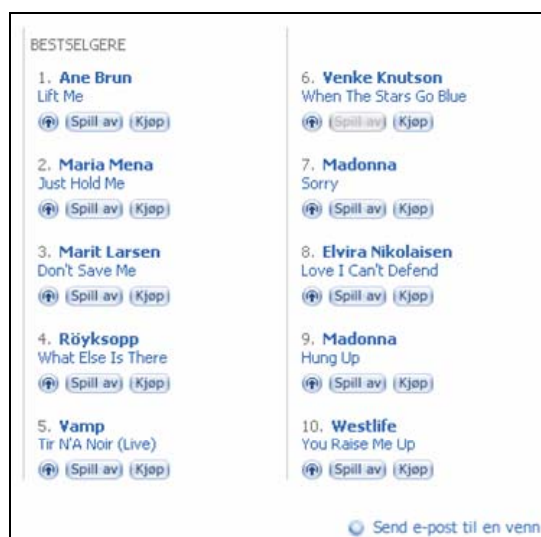 BESTSELGERE
1. Ane Brun
Lift Me
Spill av Kjøp
2. Maria Mena
Just Hold Me
Spill av Kjøp
3. Marit Larsen
Don't Save Me
Spill av Kjøp
4. Röyksopp
What Else Is There
Spill av Kjøp
5. Vamp
Tir N'A Noir (Live)
Spill av Kjøp
6. Venke Knutson
When The Stars Go Blue
Spill av Kjøp
7. Madonna
Sorry
Spill av Kjøp
8. Elvira Nikolaisen
Love I Can't Defend
Spill av Kjøp
9. Madonna
Hung Up
Spill av Kjøp
10. Westlife
You Raise Me Up
Spill av Kjøp
Send e-post til en venn